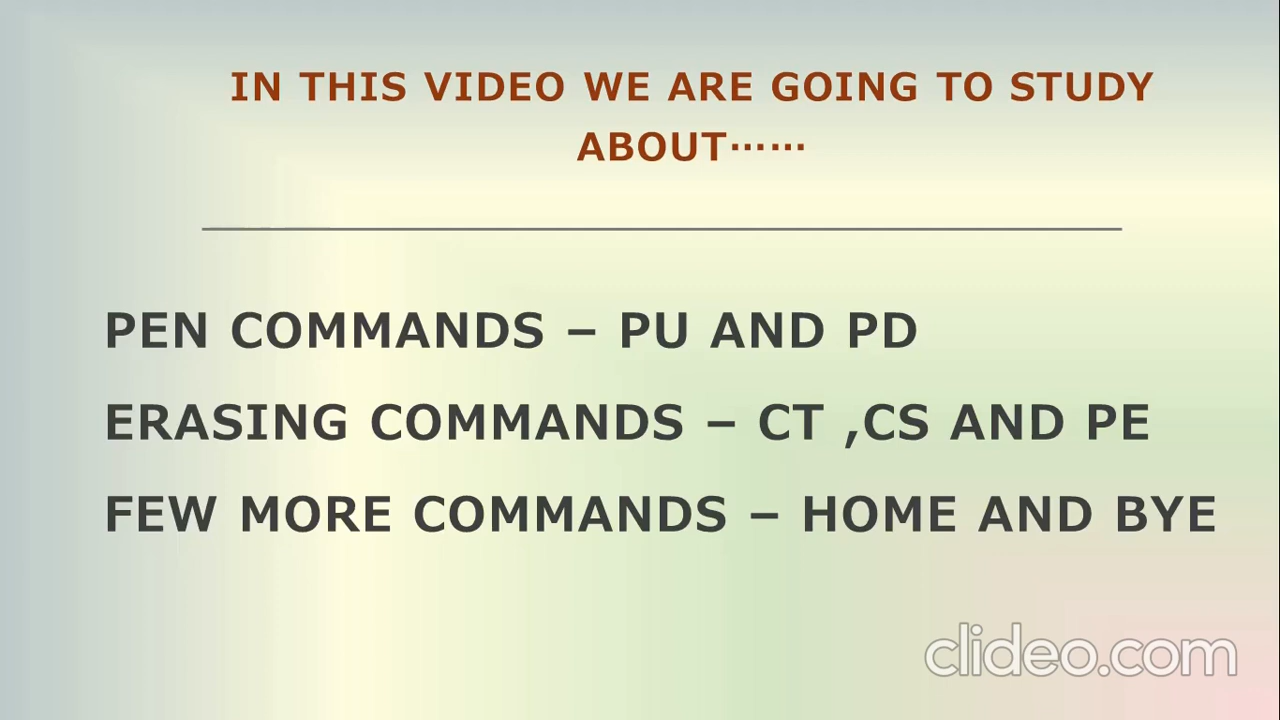 IN THIS VIDEO WE ARE GOING TO STUDY
ABOUT……
PEN COMMANDS – PU AND PD
ERASING COMMANDS – CT ,CS AND PE
FEW MORE COMMANDS – HOME AND BYE
clideo.com